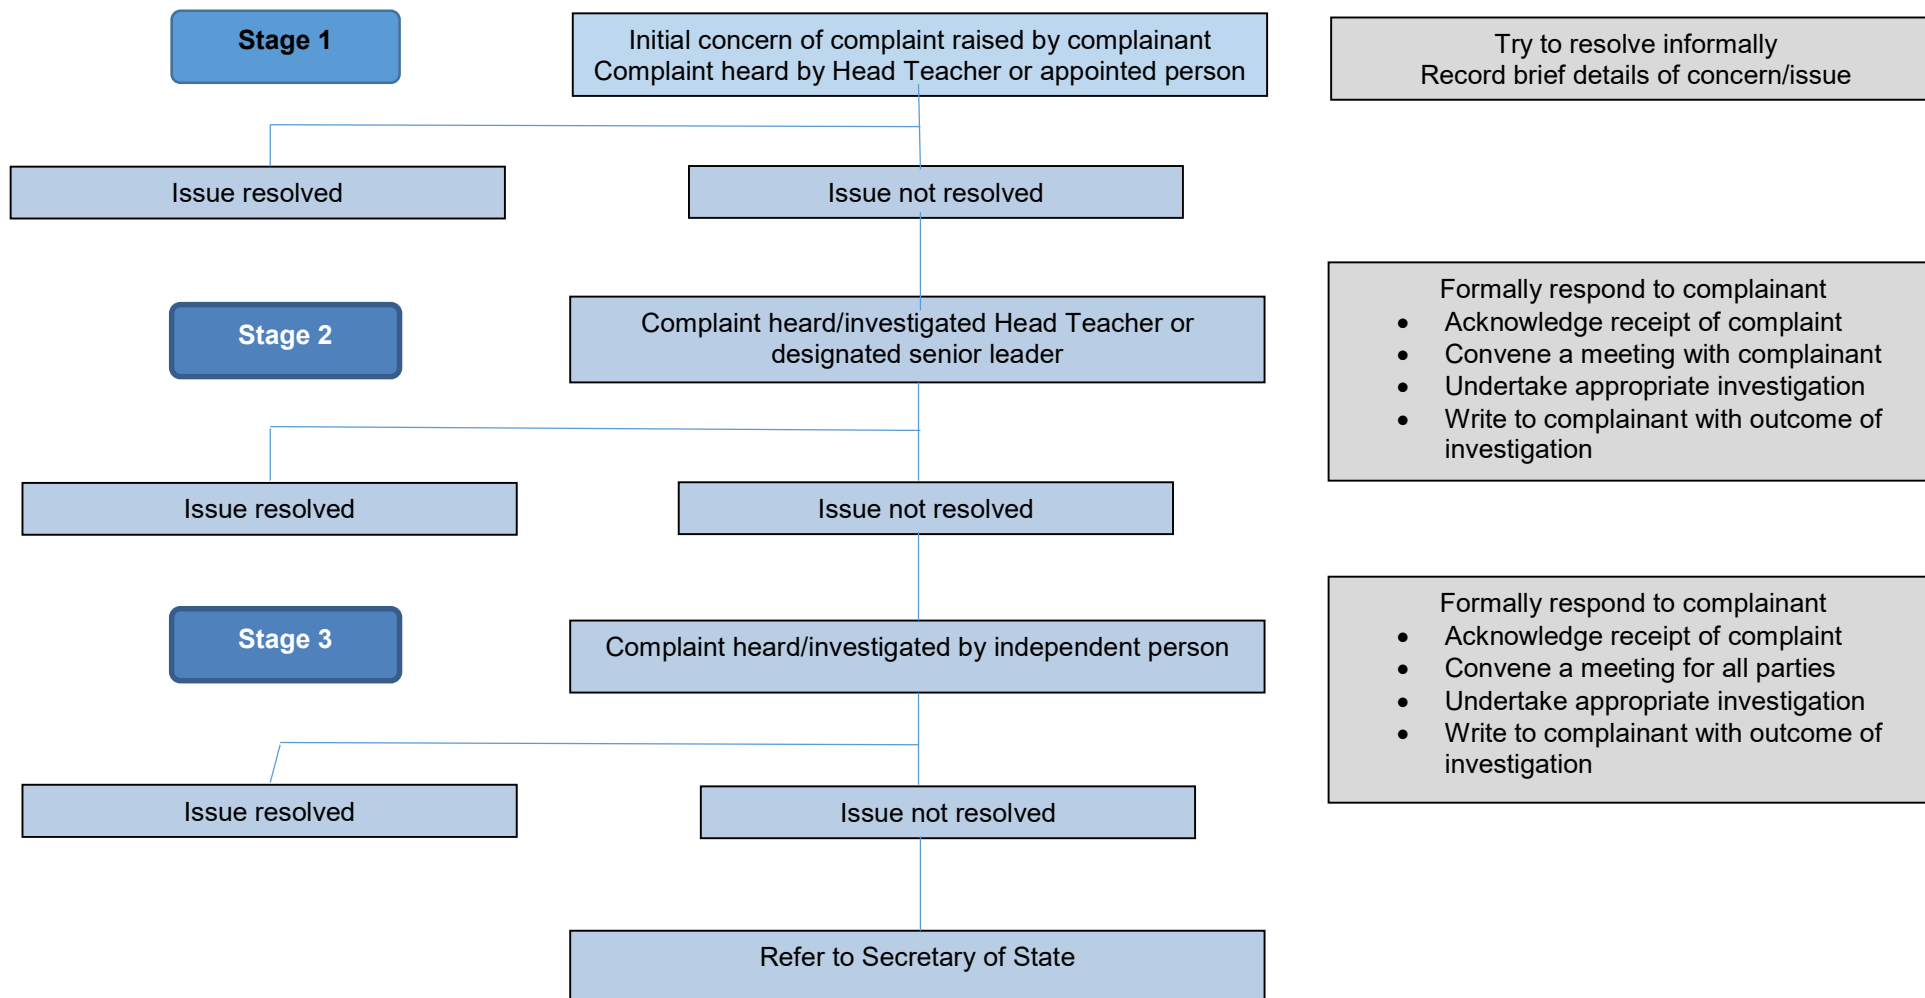 Stage 1
Initial concern of complaint raised by complainant
Complaint heard by Head Teacher or appointed person
Try to resolve informally
Record brief details of concern/issue
Issue resolved
Issue not resolved
Stage 2
Complaint heard/investigated Head Teacher or
designated senior leader
Formally respond to complainant
• Acknowledge receipt of complaint
• Convene a meeting with complainant
• Undertake appropriate investigation
• Write to complainant with outcome of
investigation
Issue resolved
Issue not resolved
Stage 3
Complaint heard/investigated by independent person
Formally respond to complainant
• Acknowledge receipt of complaint
• Convene a meeting for all parties
• Undertake appropriate investigation
• Write to complainant with outcome of
investigation
Issue resolved
Issue not resolved
Refer to Secretary of State